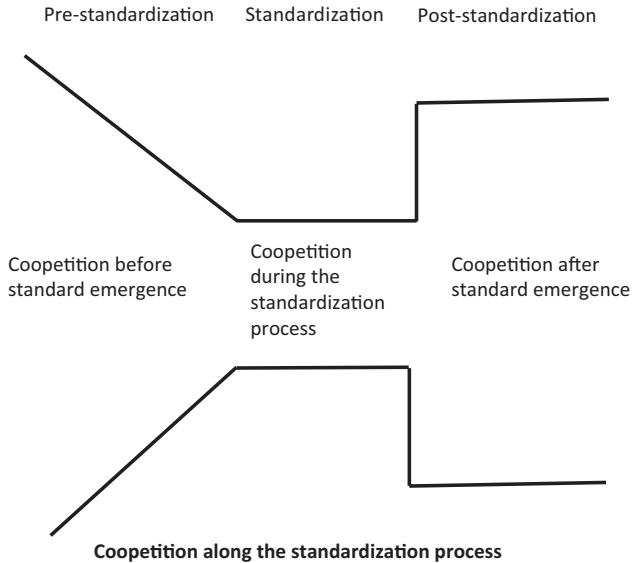 Pre-standardization
Standardization
Post-standardization
Coopetition before
standard emergence
Coopetition
during the
standardization
process
Coopetition after
standard emergence
Coopetition along the standardization process